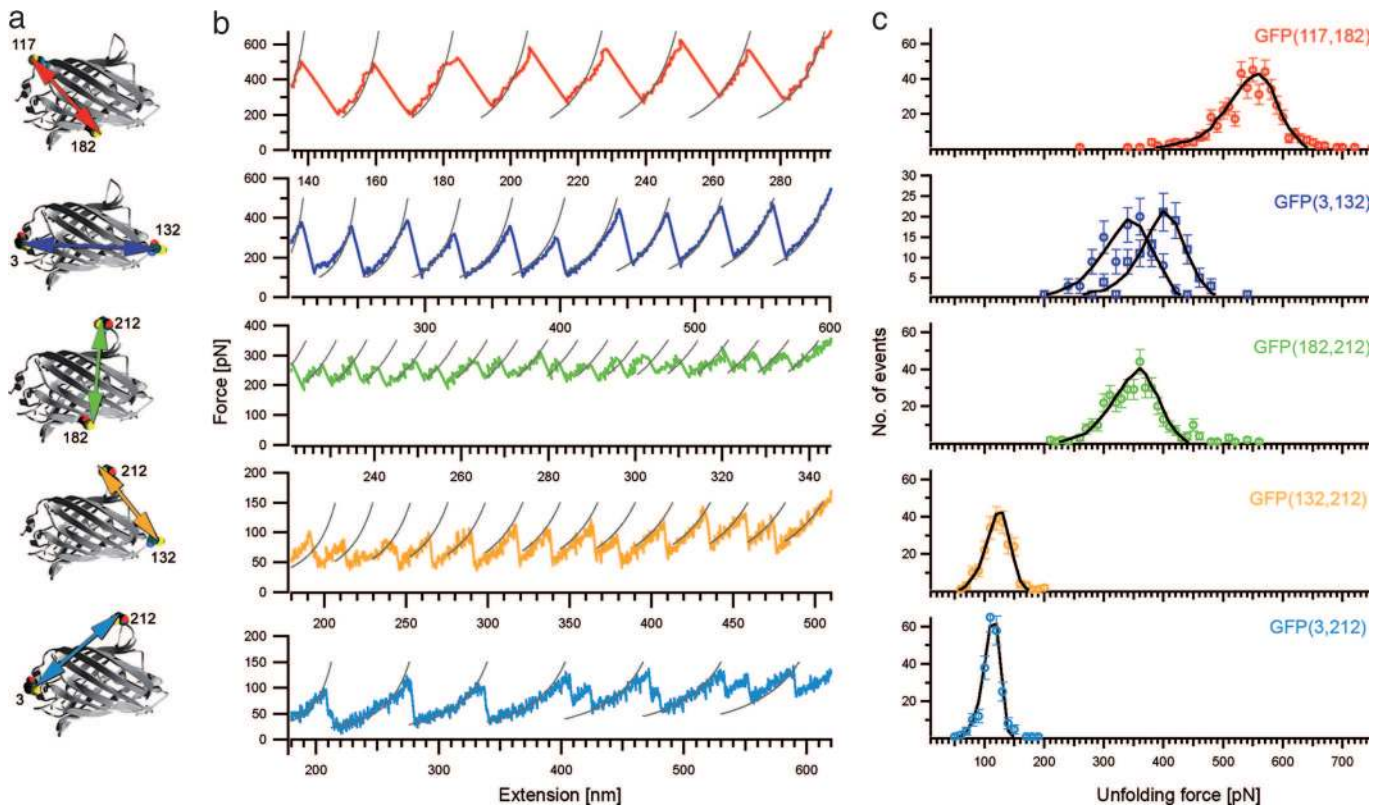 a
b
c
117
182
3
132
212
182
212
132
212
3
Force [pN]
600
400
200
0
140 160 180 200 220 240 260 280
600
400
200
0
300 400 500 600
400
300
200
100
0
240 260 280 300 320 340
200
150
100
50
0
200 250 300 350 400 450 500
200
150
100
50
0
200 300 400 500 600
Extension [nm]
No. of events
GFP(117,182)
60
40
20
GFP(3,132)
30
25
20
15
10
5
GFP(182,212)
60
40
20
GFP(132,212)
60
40
20
GFP(3,212)
60
40
20
100 200 300 400 500 600 700
Unfolding force [pN]